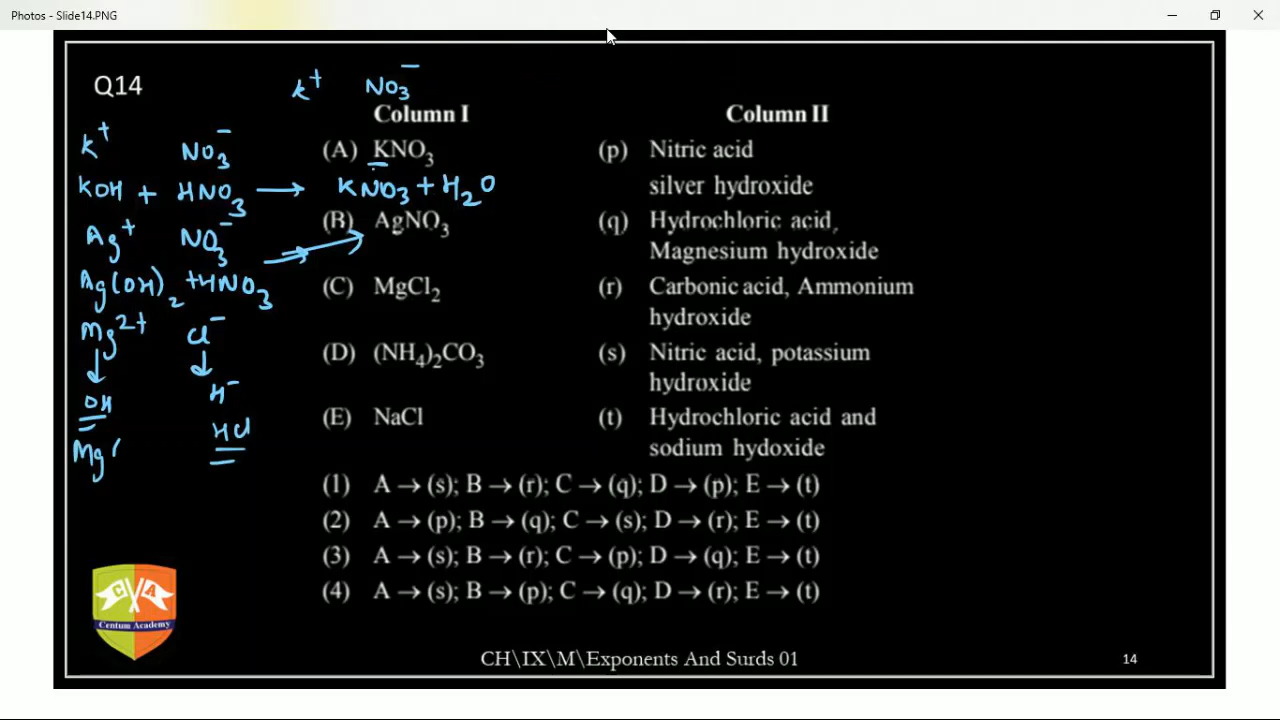 Photos - Slide14.PNG
Q14
K⁺ NO₃⁻
Column I Column II
K⁺ NO₃⁻
(A) KNO₃ (p) Nitric acid
silver hydroxide
KOH + HNO₃ → KNO₃ + H₂O
(B) AgNO₃ (q) Hydrochloric acid,
Magnesium hydroxide
Ag⁺ NO₃⁻
Ag(OH)₂ + HNO₃
(C) MgCl₂ (r) Carbonic acid, Ammonium
hydroxide
Mg²⁺ Cl⁻
(D) (NH₄)₂CO₃ (s) Nitric acid, potassium
hydroxide
OH H⁻
(E) NaCl (t) Hydrochloric acid and
sodium hydoxide
Mg( HCl
(1) A → (s); B → (r); C → (q); D → (p); E → (t)
(2) A → (p); B → (q); C → (s); D → (r); E → (t)
(3) A → (s); B → (r); C → (p); D → (q); E → (t)
(4) A → (s); B → (p); C → (q); D → (r); E → (t)
C A
Centum Academy
CH\IX\M\Exponents And Surds 01
14